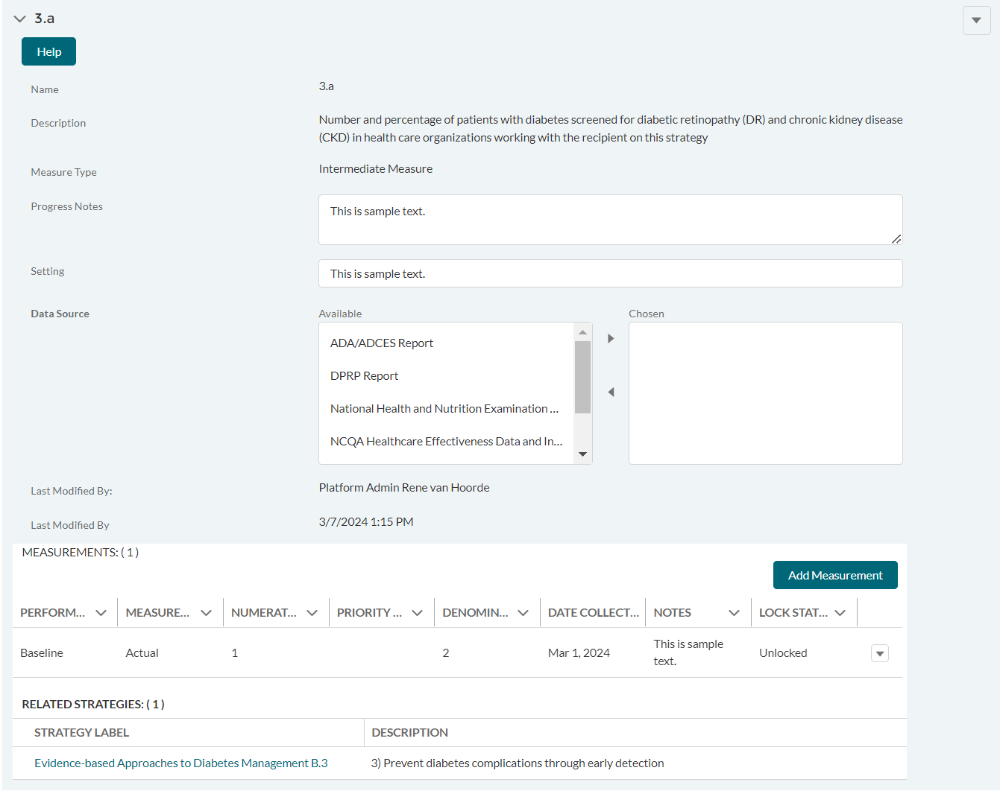 3.a
Help
Name
3.a
Description
Number and percentage of patients with diabetes screened for diabetic retinopathy (DR) and chronic kidney disease
(CKD) in health care organizations working with the recipient on this strategy
Measure Type
Intermediate Measure
Progress Notes
This is sample text.
Setting
This is sample text.
Data Source
Available
Chosen
ADA/ADCES Report
DPRP Report
National Health and Nutrition Examination ...
NCQA Healthcare Effectiveness Data and In...
Last Modified By:
Platform Admin Rene van Hoorde
Last Modified By
3/7/2024 1:15 PM
MEASUREMENTS: ( 1 )
Add Measurement
PERFORM... MEASURE... NUMERAT... PRIORITY ... DENOMIN... DATE COLLECT... NOTES LOCK STAT...
Baseline Actual 1 2 Mar 1, 2024 This is sample Unlocked
text.
RELATED STRATEGIES: ( 1 )
STRATEGY LABEL DESCRIPTION
Evidence-based Approaches to Diabetes Management B.3 3) Prevent diabetes complications through early detection